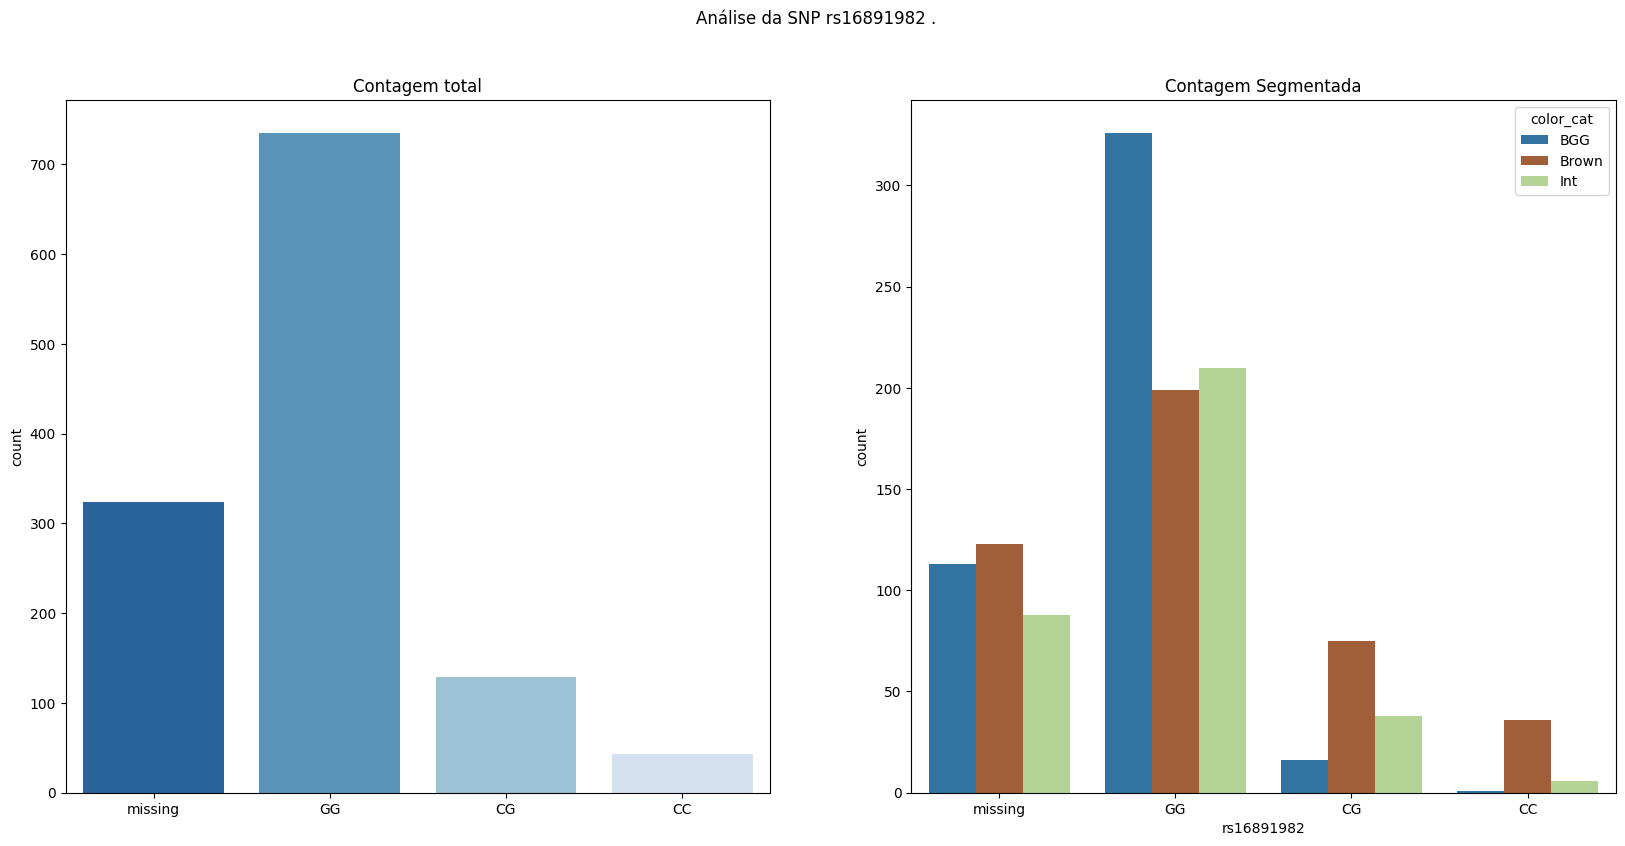 Análise da SNP rs16891982 .
Contagem total
700
600
500
400
300
200
100
0
count
missing GG CG CC
Contagem Segmentada
color_cat
BGG
Brown
Int
300
250
200
150
100
50
0
count
missing GG CG CC
rs16891982